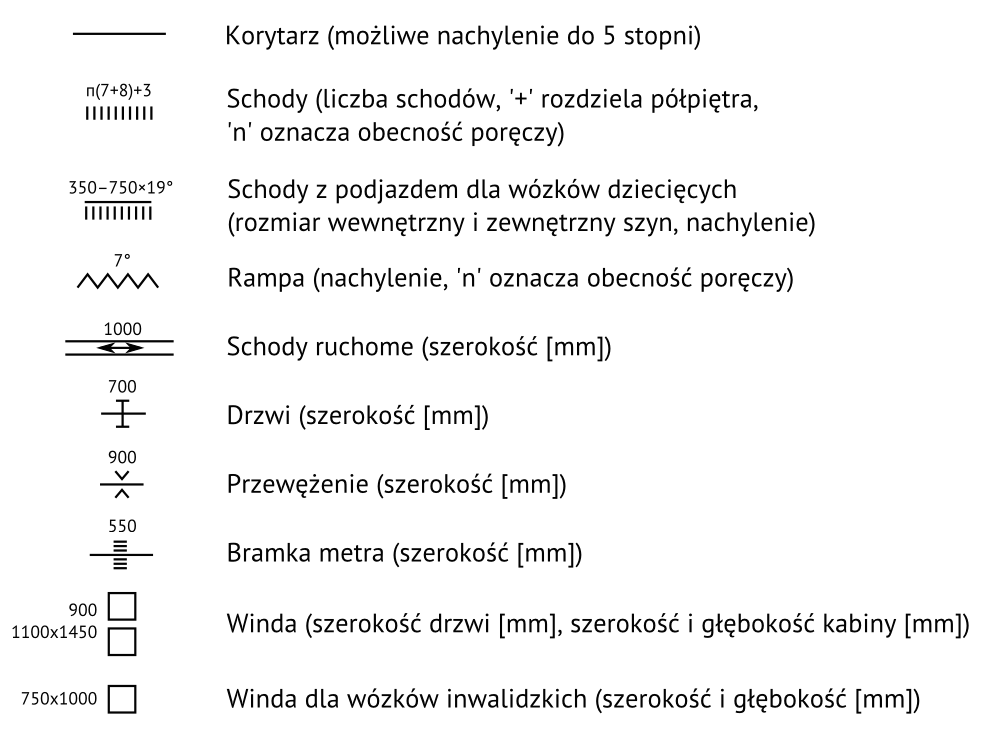 Korytarz (możliwe nachylenie do 5 stopni)
п(7+8)+3
Schody (liczba schodów, '+' rozdziela półpiętra,
'n' oznacza obecność poręczy)
350–750×19°
Schody z podjazdem dla wózków dziecięcych
(rozmiar wewnętrzny i zewnętrzny szyn, nachylenie)
7°
Rampa (nachylenie, 'n' oznacza obecność poręczy)
1000
Schody ruchome (szerokość [mm])
700
Drzwi (szerokość [mm])
900
Przewężenie (szerokość [mm])
550
Bramka metra (szerokość [mm])
900
1100x1450
Winda (szerokość drzwi [mm], szerokość i głębokość kabiny [mm])
750x1000
Winda dla wózków inwalidzkich (szerokość i głębokość [mm])